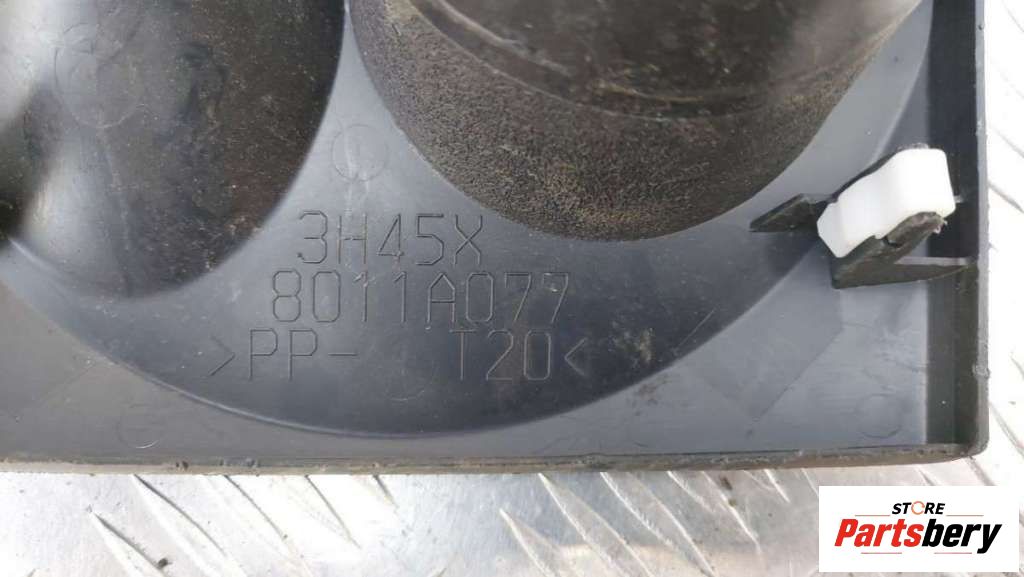 3H45X
8011A077
>PP- T20<
STORE
Partsbery